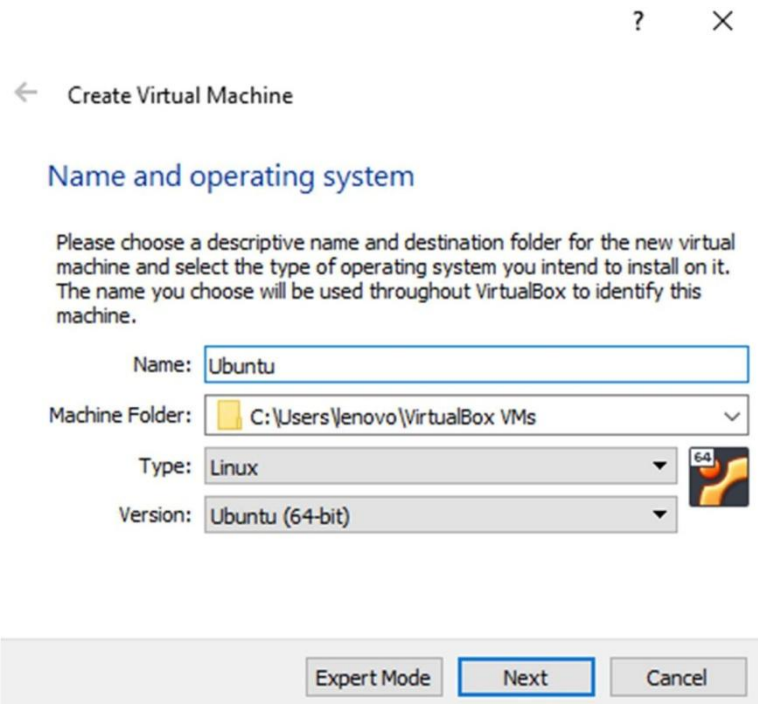 ?
Create Virtual Machine
Name and operating system
Please choose a descriptive name and destination folder for the new virtual
machine and select the type of operating system you intend to install on it.
The name you choose will be used throughout VirtualBox to identify this
machine.
Name: Ubuntu
Machine Folder: C:\Users\lenovo\VirtualBox VMs
Type: Linux
64
Version: Ubuntu (64-bit)
Expert Mode Next Cancel